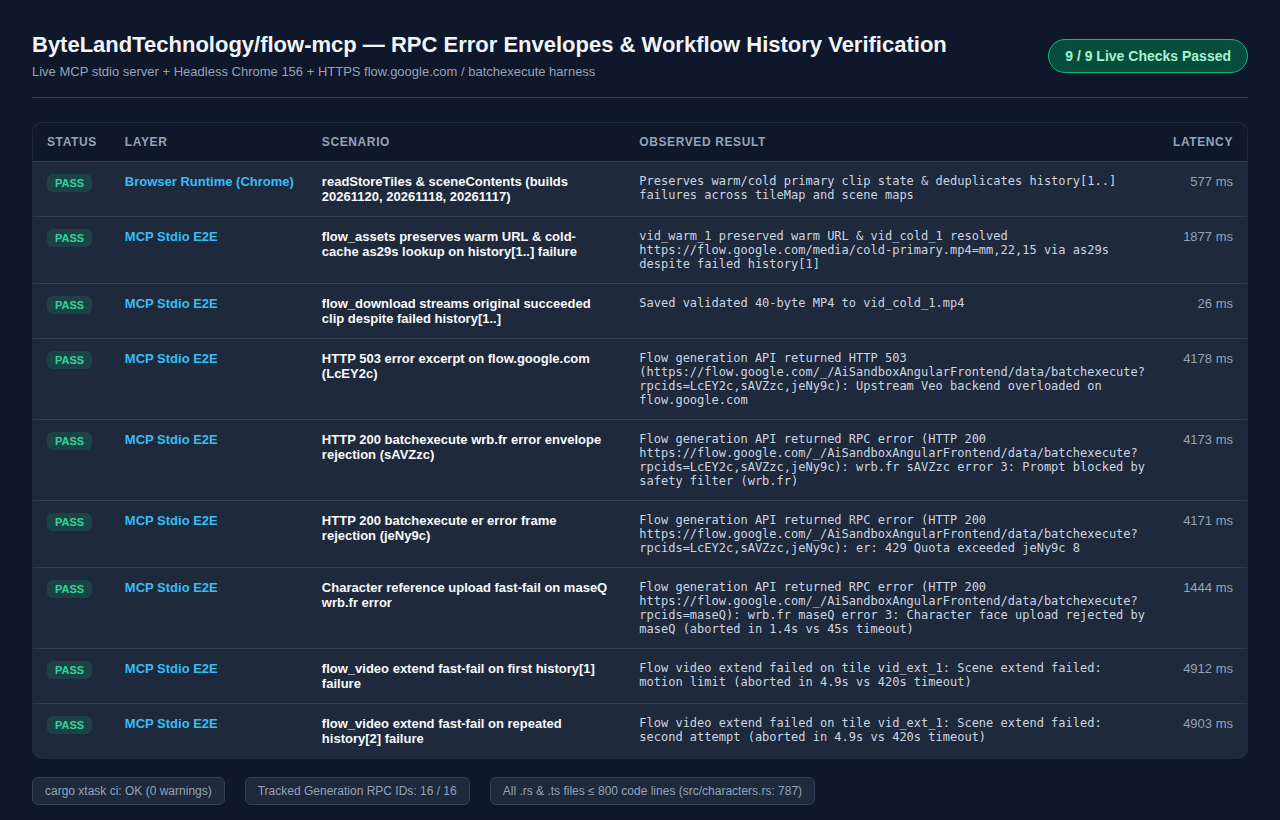 ByteLandTechnology/flow-mcp — RPC Error Envelopes & Workflow History Verification
Live MCP stdio server + Headless Chrome 156 + HTTPS flow.google.com / batchexecute harness
9 / 9 Live Checks Passed
STATUS LAYER SCENARIO OBSERVED RESULT LATENCY
PASS Browser Runtime (Chrome) readStoreTiles & sceneContents (builds Preserves warm/cold primary clip state & deduplicates history[1..] 577 ms
20261120, 20261118, 20261117) failures across tileMap and scene maps
PASS MCP Stdio E2E flow_assets preserves warm URL & cold- vid_warm_1 preserved warm URL & vid_cold_1 resolved 1877 ms
cache as29s lookup on history[1..] failure https://flow.google.com/media/cold-primary.mp4=mm,22,15 via as29s
despite failed history[1]
PASS MCP Stdio E2E flow_download streams original succeeded Saved validated 40-byte MP4 to vid_cold_1.mp4 26 ms
clip despite failed history[1..]
PASS MCP Stdio E2E HTTP 503 error excerpt on flow.google.com Flow generation API returned HTTP 503 4178 ms
(LcEY2c) (https://flow.google.com/_/AiSandboxAngularFrontend/data/batchexecute?
rpcids=LcEY2c,sAVZzc,jeNy9c): Upstream Veo backend overloaded on
flow.google.com
PASS MCP Stdio E2E HTTP 200 batchexecute wrb.fr error envelope Flow generation API returned RPC error (HTTP 200 4173 ms
rejection (sAVZzc) https://flow.google.com/_/AiSandboxAngularFrontend/data/batchexecute?
rpcids=LcEY2c,sAVZzc,jeNy9c): wrb.fr sAVZzc error 3: Prompt blocked by
safety filter (wrb.fr)
PASS MCP Stdio E2E HTTP 200 batchexecute er error frame Flow generation API returned RPC error (HTTP 200 4171 ms
rejection (jeNy9c) https://flow.google.com/_/AiSandboxAngularFrontend/data/batchexecute?
rpcids=LcEY2c,sAVZzc,jeNy9c): er: 429 Quota exceeded jeNy9c 8
PASS MCP Stdio E2E Character reference upload fast-fail on maseQ Flow generation API returned RPC error (HTTP 200 1444 ms
wrb.fr error https://flow.google.com/_/AiSandboxAngularFrontend/data/batchexecute?
rpcids=maseQ): wrb.fr maseQ error 3: Character face upload rejected by
maseQ (aborted in 1.4s vs 45s timeout)
PASS MCP Stdio E2E flow_video extend fast-fail on first history[1] Flow video extend failed on tile vid_ext_1: Scene extend failed: 4912 ms
failure motion limit (aborted in 4.9s vs 420s timeout)
PASS MCP Stdio E2E flow_video extend fast-fail on repeated Flow video extend failed on tile vid_ext_1: Scene extend failed: 4903 ms
history[2] failure second attempt (aborted in 4.9s vs 420s timeout)
cargo xtask ci: OK (0 warnings) Tracked Generation RPC IDs: 16 / 16 All .rs & .ts files ≤ 800 code lines (src/characters.rs: 787)